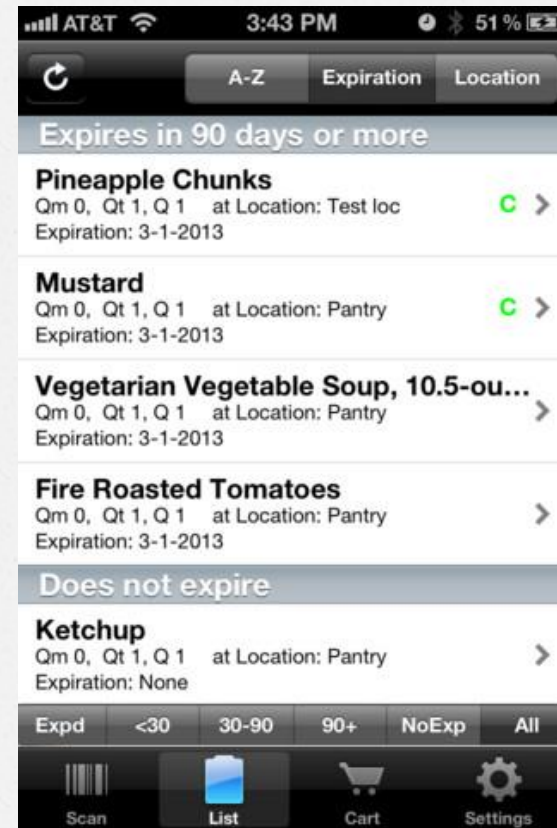 AT&T 3:43 PM 51%
A-Z Expiration Location
Expires in 90 days or more
Pineapple Chunks
Qm 0, Qt 1, Q 1 at Location: Test loc C
Expiration: 3-1-2013
Mustard
Qm 0, Qt 1, Q 1 at Location: Pantry C
Expiration: 3-1-2013
Vegetarian Vegetable Soup, 10.5-ou...
Qm 0, Qt 1, Q 1 at Location: Pantry
Expiration: 3-1-2013
Fire Roasted Tomatoes
Qm 0, Qt 1, Q 1 at Location: Pantry
Expiration: 3-1-2013
Does not expire
Ketchup
Qm 0, Qt 1, Q 1 at Location: Pantry
Expiration: None
Expd <30 30-90 90+ NoExp All
Scan List Cart Settings